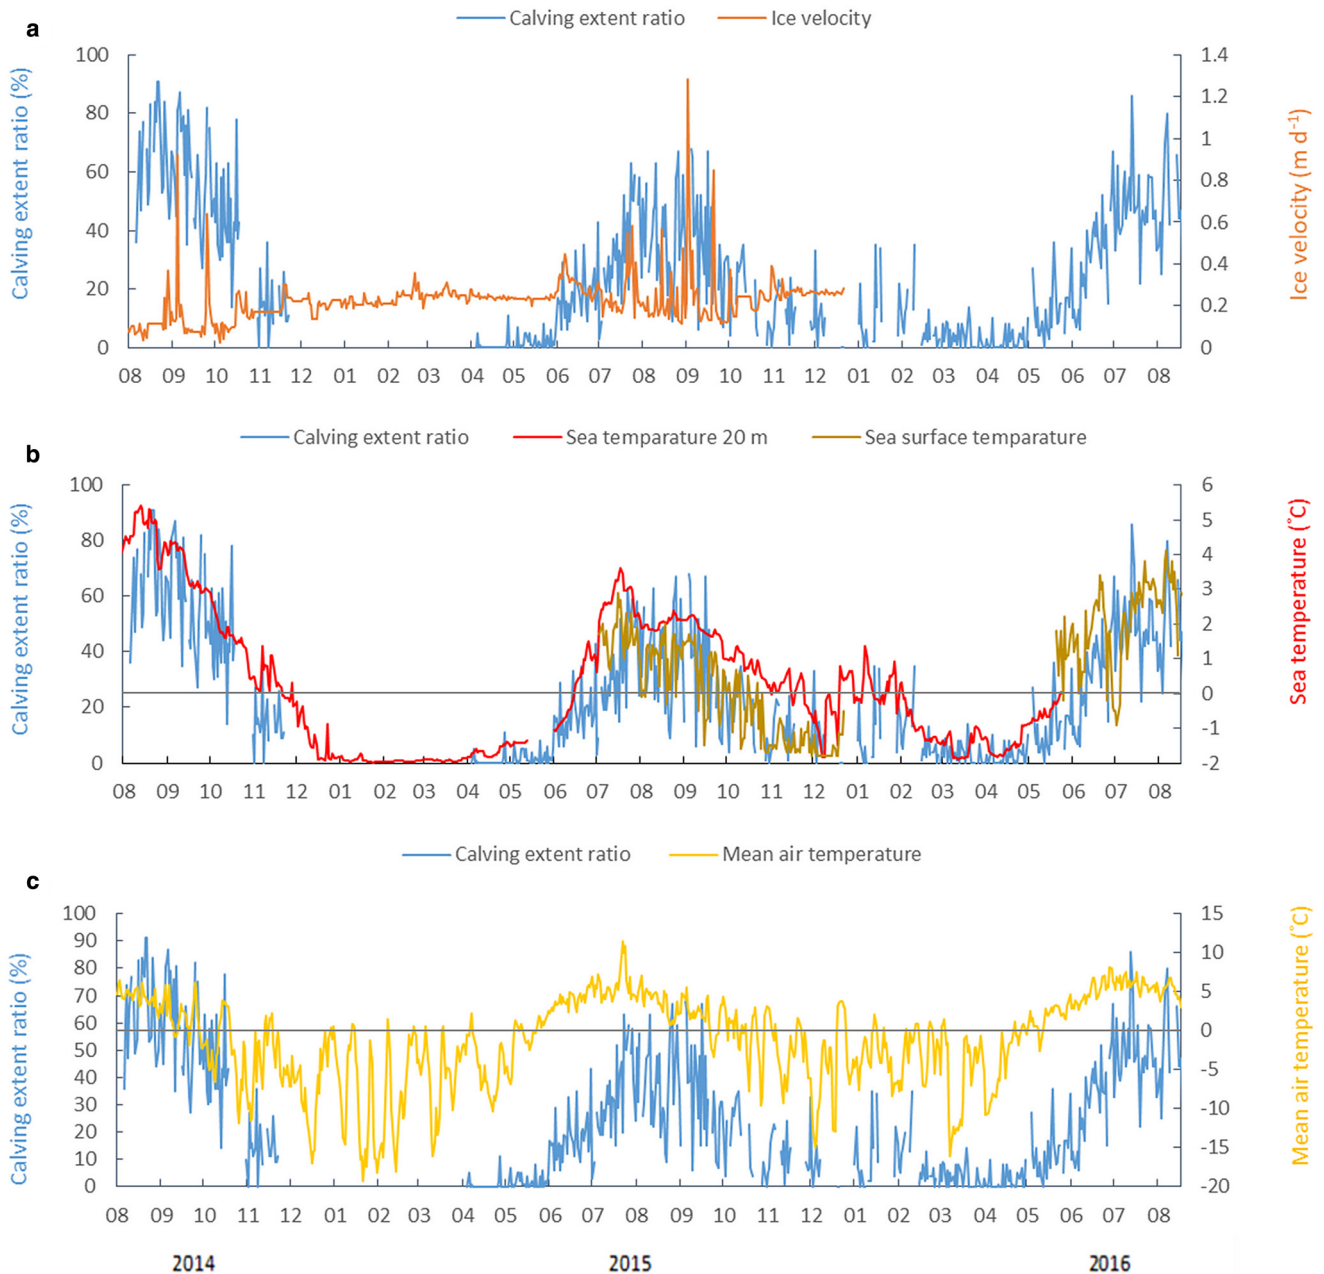 Calving extent ratio Ice velocity
a
100 1.4
80 1.2
60 1
40 0.8
20 0.6
0 0.4
0.2
0
Calving extent ratio (%)
Ice velocity (m d-1)
08 09 10 11 12 01 02 03 04 05 06 07 08 09 10 11 12 01 02 03 04 05 06 07 08
Calving extent ratio Sea temparature 20 m Sea surface temparature
b
100 6
80 5
60 4
40 3
20 2
0 1
0
-1
-2
Calving extent ratio (%)
Sea temperature (°C)
08 09 10 11 12 01 02 03 04 05 06 07 08 09 10 11 12 01 02 03 04 05 06 07 08
Calving extent ratio Mean air temperature
c
100 15
90 10
80 5
70 0
60 -5
50 -10
40 -15
30 -20
20
10
0
Calving extent ratio (%)
Mean air temperature (°C)
08 09 10 11 12 01 02 03 04 05 06 07 08 09 10 11 12 01 02 03 04 05 06 07 08
2014 2015 2016